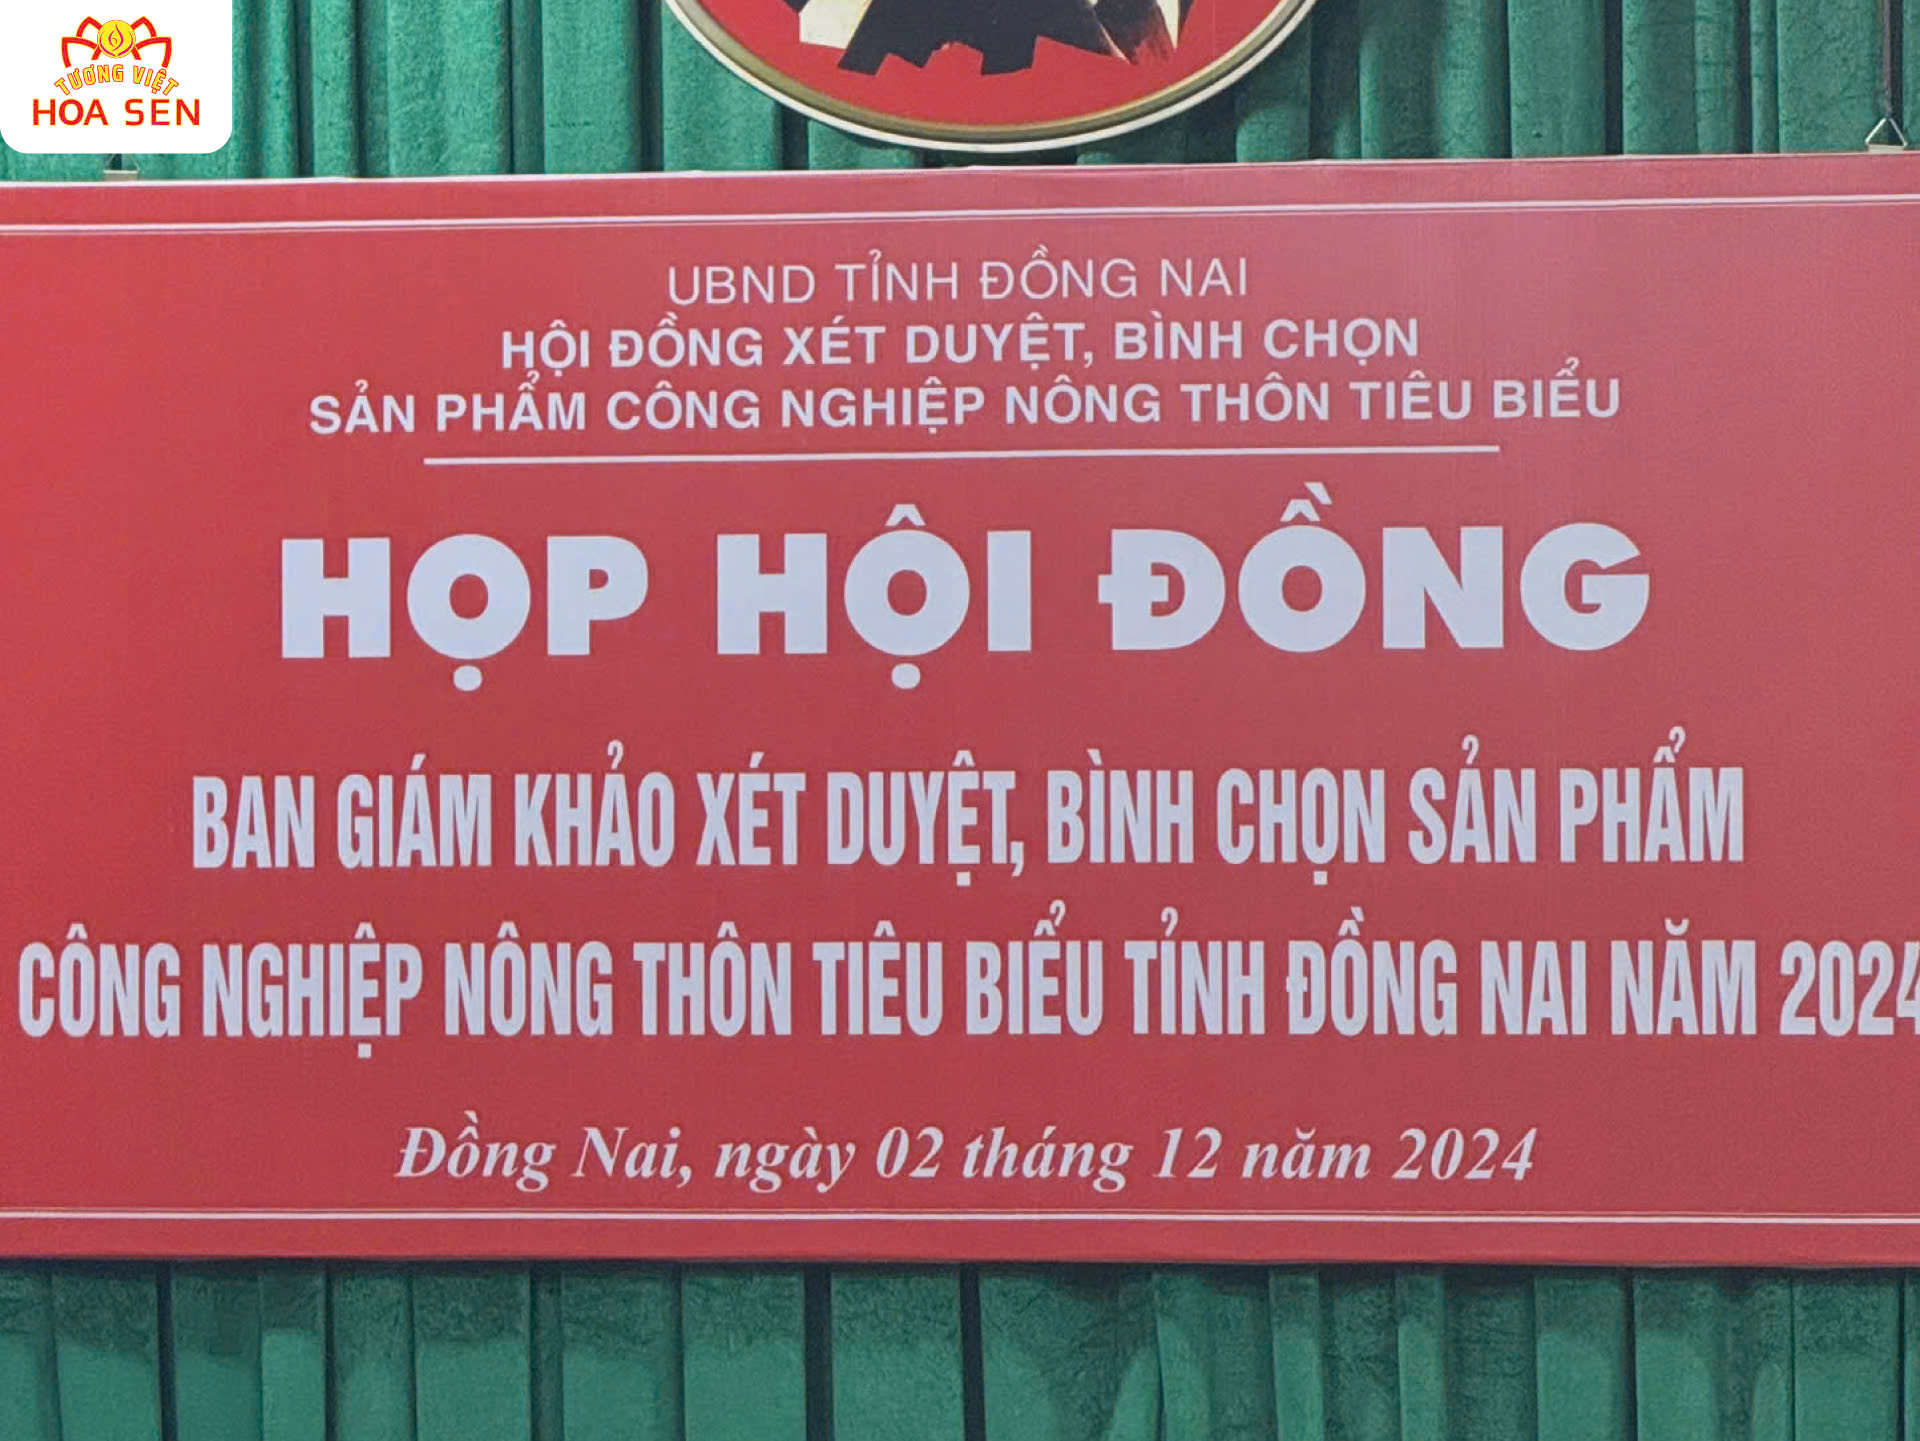 TƯƠNG VIỆT
HOA SEN
UBND TỈNH ĐỒNG NAI
HỘI ĐỒNG XÉT DUYỆT, BÌNH CHỌN
SẢN PHẨM CÔNG NGHIỆP NÔNG THÔN TIÊU BIỂU
HỌP HỘI ĐỒNG
BAN GIÁM KHẢO XÉT DUYỆT, BÌNH CHỌN SẢN PHẨM
CÔNG NGHIỆP NÔNG THÔN TIÊU BIỂU TỈNH ĐỒNG NAI NĂM 2024
Đồng Nai, ngày 02 tháng 12 năm 2024